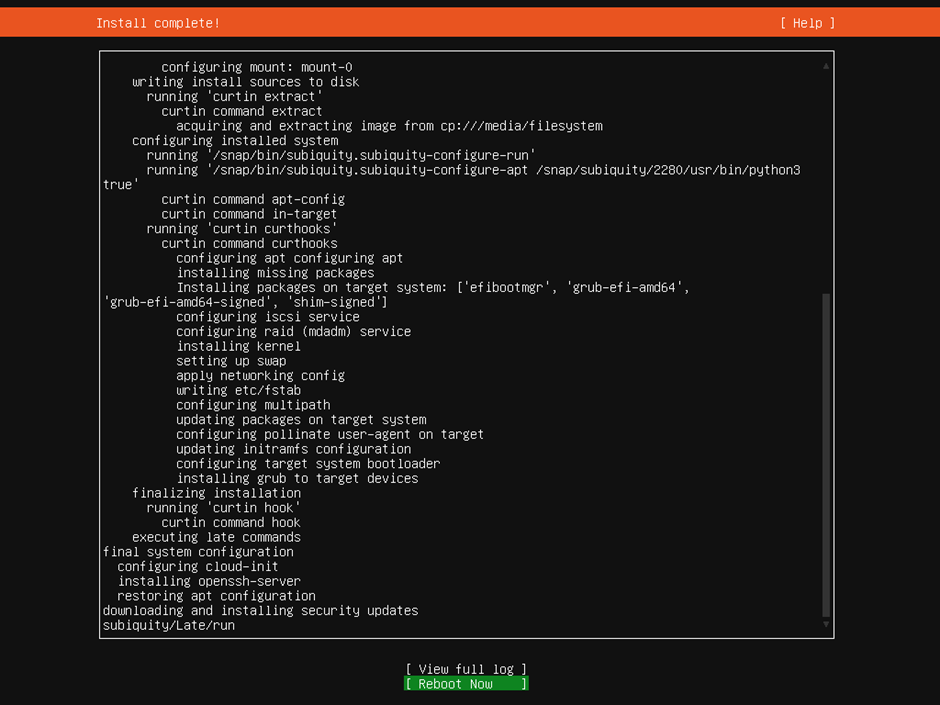 Install complete!
[ Help ]
configuring mount: mount-0
writing install sources to disk
running 'curtin extract'
curtin command extract
acquiring and extracting image from cp:///media/filesystem
configuring installed system
running '/snap/bin/subiquity.subiquity-configure-run'
running '/snap/bin/subiquity.subiquity-configure-apt /snap/subiquity/2280/usr/bin/python3
true'
curtin command apt-config
curtin command in-target
running 'curtin curthooks'
curtin command curthooks
configuring apt configuring apt
installing missing packages
Installing packages on target system: ['efibootmgr', 'grub-efi-amd64',
'grub-efi-amd64-signed', 'shim-signed']
configuring iscsi service
configuring raid (mdadm) service
installing kernel
setting up swap
apply networking config
writing etc/fstab
configuring multipath
updating packages on target system
configuring pollinate user-agent on target
updating initramfs configuration
configuring target system bootloader
installing grub to target devices
finalizing installation
running 'curtin hook'
curtin command hook
executing late commands
final system configuration
configuring cloud-init
installing openssh-server
restoring apt configuration
downloading and installing security updates
subiquity/Late/run
[ View full log ]
[ Reboot Now ]